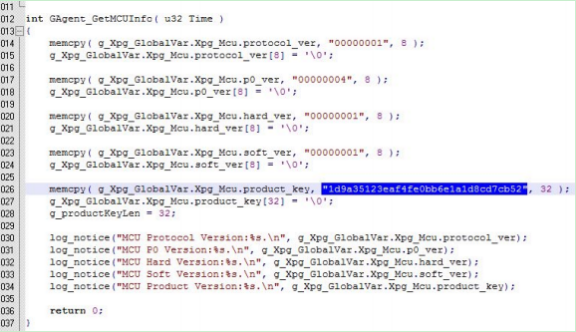 011
012 int GAgent_GetMCUInfo( u32 Time )
013 {
014 memcpy( g_Xpg_GlobalVar.Xpg_Mcu.protocol_ver, "00000001", 8 );
015 g_Xpg_GlobalVar.Xpg_Mcu.protocol_ver[8] = '\0';
016
017 memcpy( g_Xpg_GlobalVar.Xpg_Mcu.p0_ver, "00000004", 8 );
018 g_Xpg_GlobalVar.Xpg_Mcu.p0_ver[8] = '\0';
019
020 memcpy( g_Xpg_GlobalVar.Xpg_Mcu.hard_ver, "00000001", 8 );
021 g_Xpg_GlobalVar.Xpg_Mcu.hard_ver[8] = '\0';
022
023 memcpy( g_Xpg_GlobalVar.Xpg_Mcu.soft_ver, "00000001", 8 );
024 g_Xpg_GlobalVar.Xpg_Mcu.soft_ver[8] = '\0';
025
026 memcpy( g_Xpg_GlobalVar.Xpg_Mcu.product_key, "1d9a35123eaf4fe0bb6e1a1d8cd7cb52", 32 );
027 g_Xpg_GlobalVar.Xpg_Mcu.product_key[32] = '\0';
028 g_productKeyLen = 32;
029
030 log_notice("MCU Protocol Version:%s.\n", g_Xpg_GlobalVar.Xpg_Mcu.protocol_ver);
031 log_notice("MCU P0 Version:%s.\n", g_Xpg_GlobalVar.Xpg_Mcu.p0_ver);
032 log_notice("MCU Hard Version:%s.\n", g_Xpg_GlobalVar.Xpg_Mcu.hard_ver);
033 log_notice("MCU Soft Version:%s.\n", g_Xpg_GlobalVar.Xpg_Mcu.soft_ver);
034 log_notice("MCU Product Version:%s.\n", g_Xpg_GlobalVar.Xpg_Mcu.product_key);
035
036 return 0;
037 }